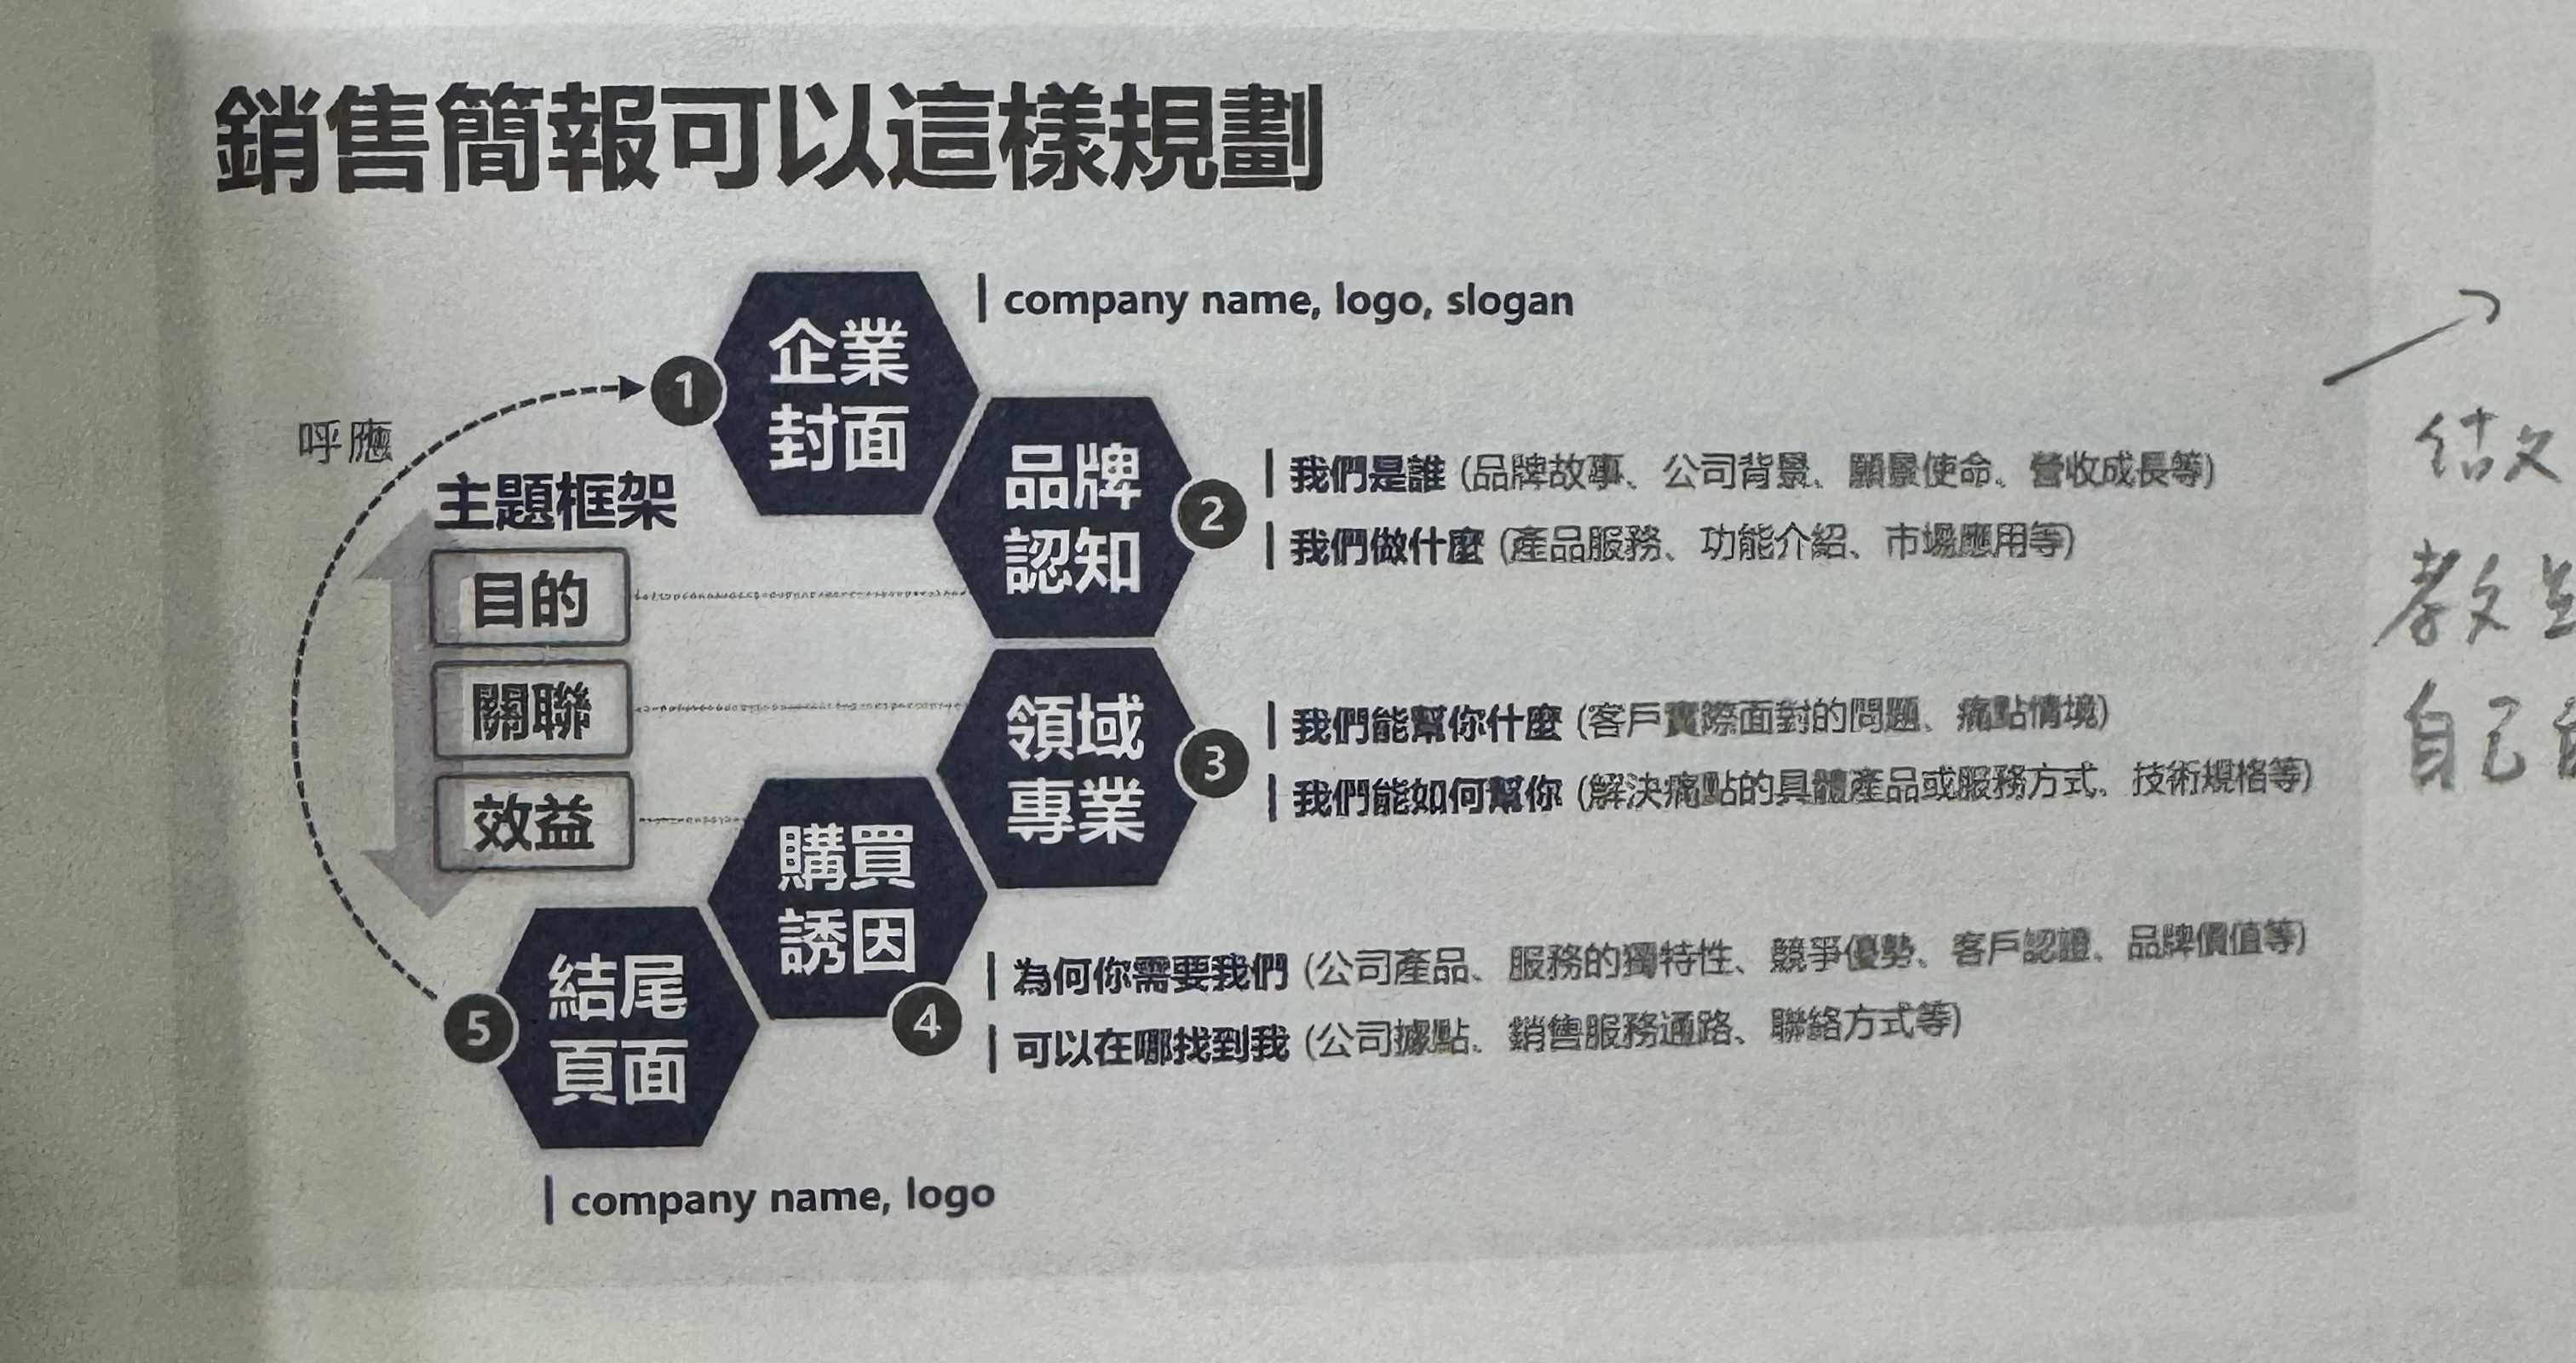 銷售簡報可以這樣規劃
企業
封面
1
company name, logo, slogan
呼應
主題框架
目的
關聯
效益
品牌
認知
2
我們是誰 (品牌故事、公司背景、願景使命、營收成長等)
我們做什麼 (產品服務、功能介紹、市場應用等)
領域
專業
3
我們能幫你什麼 (客戶實際面對的問題、痛點情境)
我們能如何幫你 (解決痛點的具體產品或服務方式、技術規格等)
購買
誘因
4
為何你需要我們 (公司產品、服務的獨特性、競爭優勢、客戶認證、品牌價值等)
可以在哪找到我 (公司據點、銷售服務通路、聯絡方式等)
結尾
頁面
5
company name, logo
教
自己